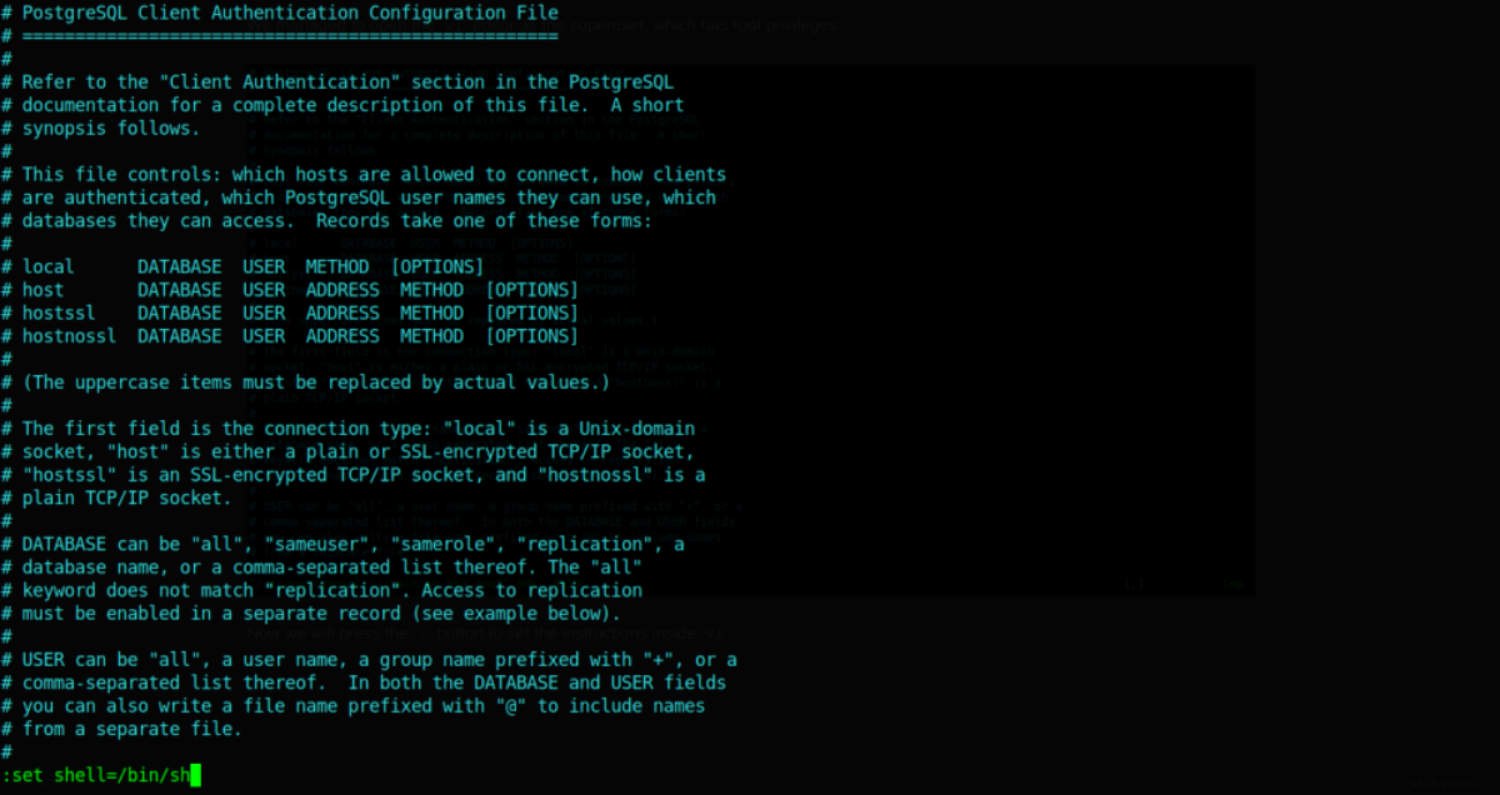 # PostgreSQL Client Authentication Configuration File
# ===================================================
#
# Refer to the "Client Authentication" section in the PostgreSQL
# documentation for a complete description of this file.  A short
# synopsis follows.
#
# This file controls: which hosts are allowed to connect, how clients
# are authenticated, which PostgreSQL user names they can use, which
# databases they can access.  Records take one of these forms:
#
# local      DATABASE  USER  METHOD  [OPTIONS]
# host       DATABASE  USER  ADDRESS  METHOD  [OPTIONS]
# hostssl    DATABASE  USER  ADDRESS  METHOD  [OPTIONS]
# hostnossl  DATABASE  USER  ADDRESS  METHOD  [OPTIONS]
#
# (The uppercase items must be replaced by actual values.)
#
# The first field is the connection type: "local" is a Unix-domain
# socket, "host" is either a plain or SSL-encrypted TCP/IP socket,
# "hostssl" is an SSL-encrypted TCP/IP socket, and "hostnossl" is a
# plain TCP/IP socket.
#
# DATABASE can be "all", "sameuser", "samerole", "replication", a
# database name, or a comma-separated list thereof. The "all"
# keyword does not match "replication". Access to replication
# must be enabled in a separate record (see example below).
#
# USER can be "all", a user name, a group name prefixed with "+", or a
# comma-separated list thereof.  In both the DATABASE and USER fields
# you can also write a file name prefixed with "@" to include names
# from a separate file.
#
:set shell=/bin/sh